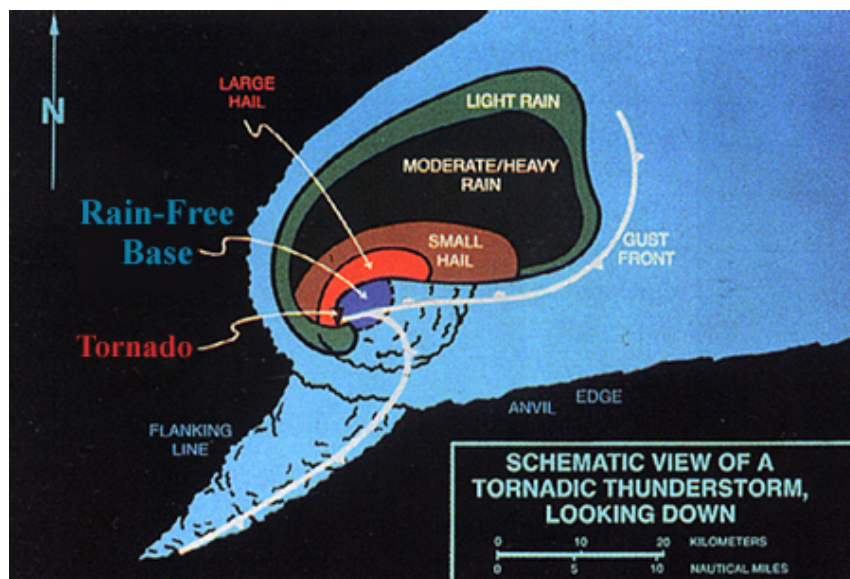 N
LARGE
HAIL
LIGHT RAIN
MODERATE/HEAVY
RAIN
Rain-Free
Base
SMALL
HAIL
GUST
FRONT
Tornado
ANVIL EDGE
FLANKING
LINE
SCHEMATIC VIEW OF A
TORNADIC THUNDERSTORM,
LOOKING DOWN
0 10 20 KILOMETERS
0 5 10 NAUTICAL MILES